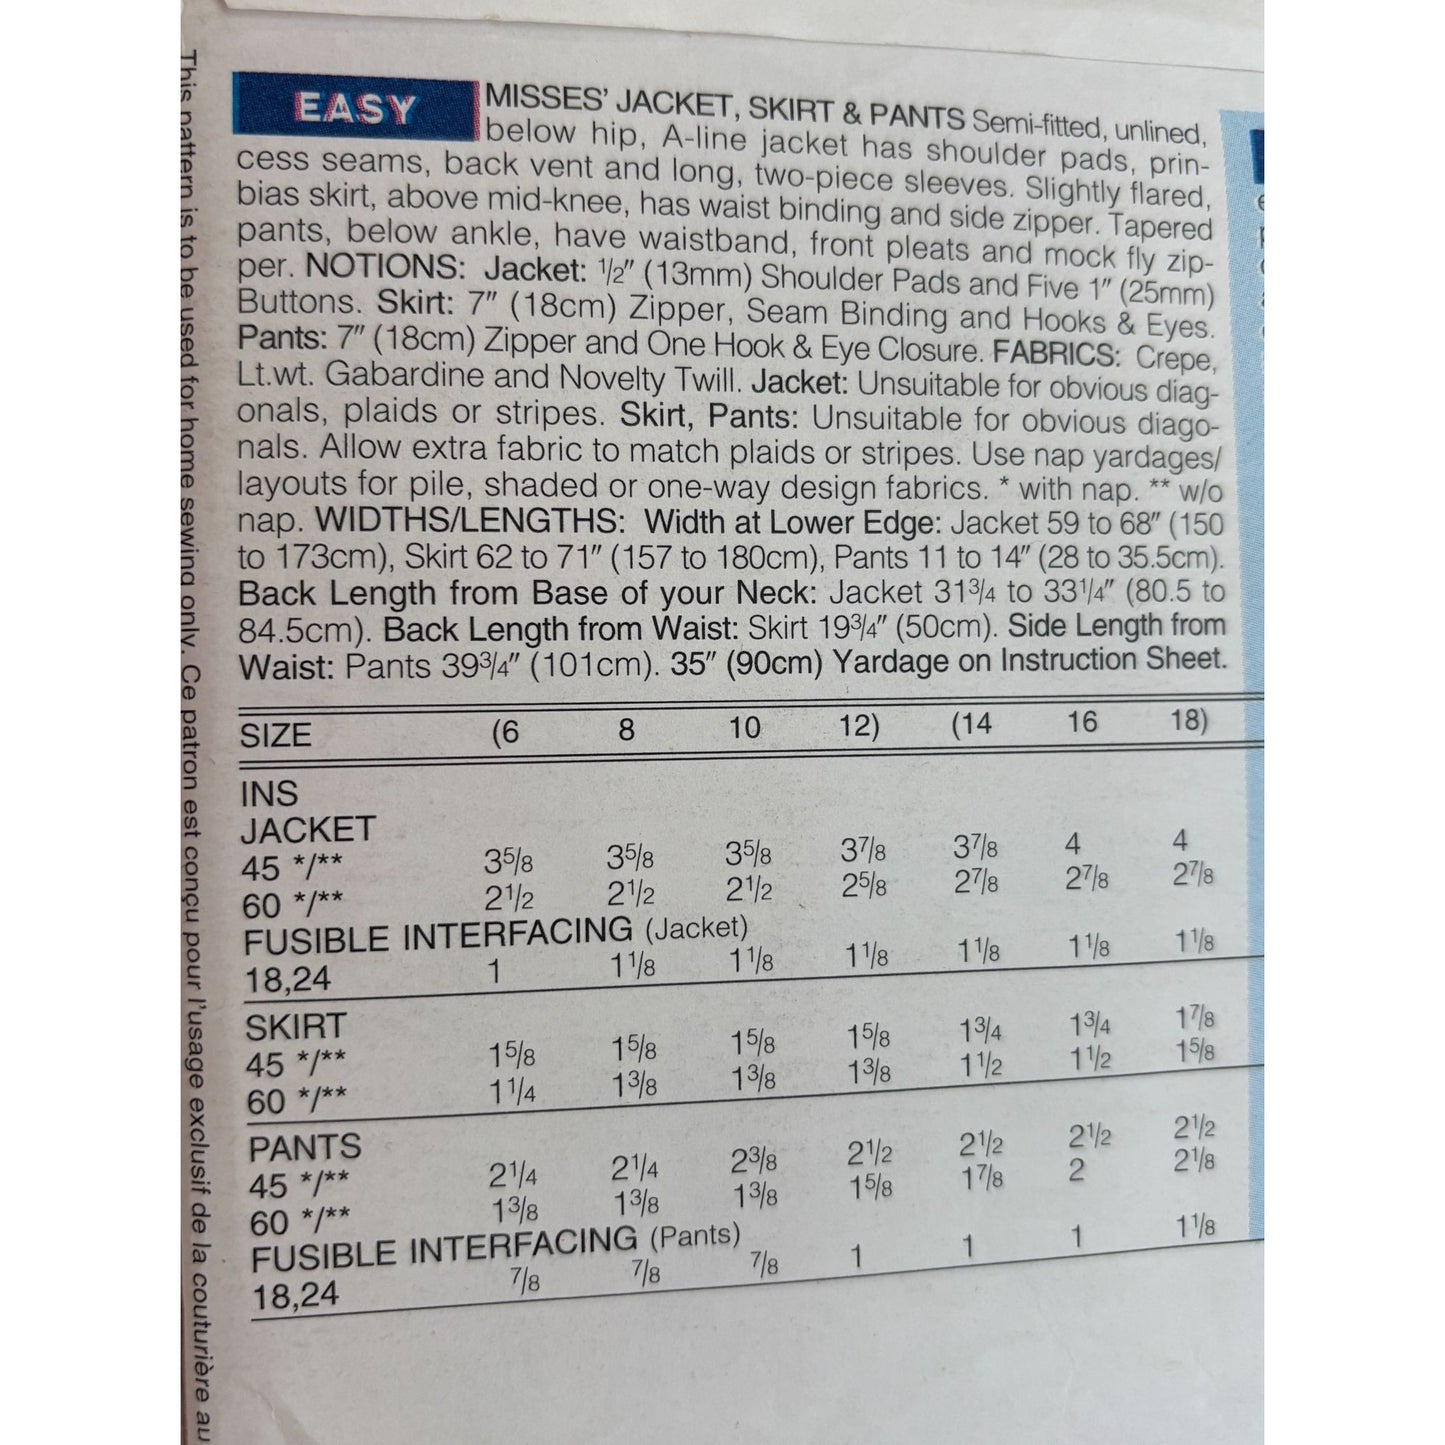 EASY MISSES' JACKET, SKIRT & PANTS Semi-fitted, unlined,
below hip, A-line jacket has shoulder pads, prin-
cess seams, back vent and long, two-piece sleeves. Slightly flared,
bias skirt, above mid-knee, has waist binding and side zipper. Tapered
pants, below ankle, have waistband, front pleats and mock fly zip-
per. NOTIONS: Jacket: 1/2" (13mm) Shoulder Pads and Five 1" (25mm)
Buttons. Skirt: 7" (18cm) Zipper, Seam Binding and Hooks & Eyes.
Pants: 7" (18cm) Zipper and One Hook & Eye Closure. FABRICS: Crepe,
Lt.wt. Gabardine and Novelty Twill. Jacket: Unsuitable for obvious diag-
onals, plaids or stripes. Skirt, Pants: Unsuitable for obvious diago-
nals. Allow extra fabric to match plaids or stripes. Use nap yardages/
layouts for pile, shaded or one-way design fabrics. * with nap. ** w/o
nap. WIDTHS/LENGTHS: Width at Lower Edge: Jacket 59 to 68" (150
to 173cm), Skirt 62 to 71" (157 to 180cm), Pants 11 to 14" (28 to 35.5cm).
Back Length from Base of your Neck: Jacket 31 3/4 to 33 1/4" (80.5 to
84.5cm). Back Length from Waist: Skirt 19 3/4" (50cm). Side Length from
Waist: Pants 39 3/4" (101cm). 35" (90cm) Yardage on Instruction Sheet.
SIZE (6 8 10 12) (14 16 18)
INS
JACKET
45 */** 3 5/8 3 5/8 3 5/8 3 7/8 3 7/8 4 4
60 */** 2 1/2 2 1/2 2 1/2 2 5/8 2 7/8 2 7/8 2 7/8
FUSIBLE INTERFACING (Jacket)
18,24 1 1 1/8 1 1/8 1 1/8 1 1/8 1 1/8 1 1/8
SKIRT
45 */** 1 5/8 1 5/8 1 5/8 1 5/8 1 3/4 1 3/4 1 7/8
60 */** 1 1/4 1 3/8 1 3/8 1 3/8 1 1/2 1 1/2 1 5/8
PANTS
45 */** 2 1/4 2 1/4 2 3/8 2 1/2 2 1/2 2 1/2 2 1/2
60 */** 1 3/8 1 3/8 1 3/8 1 5/8 1 7/8 2 2 1/8
FUSIBLE INTERFACING (Pants)
18,24 7/8 7/8 7/8 1 1 1 1 1/8
This pattern is to be used for home sewing only. Ce patron est conçu pour l'usage exclusif de la couturière au